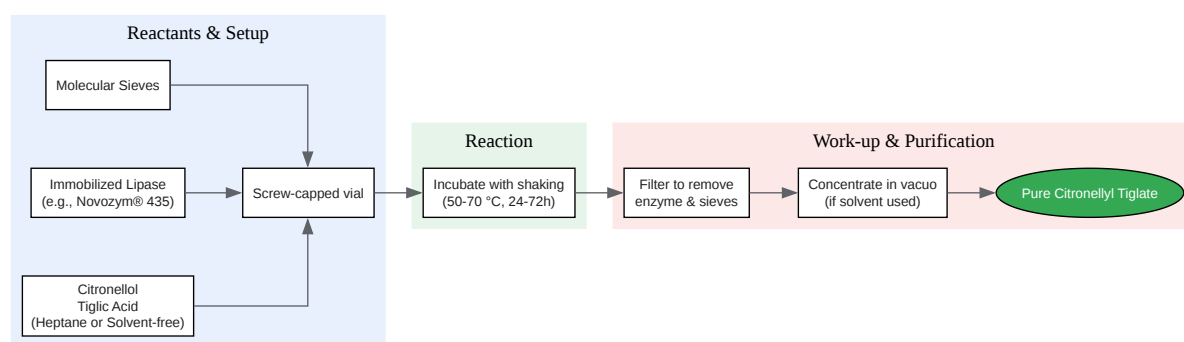 Reactants & Setup
Molecular Sieves
Immobilized Lipase
(e.g., Novozym® 435)
Screw-capped vial
Citronellol
Tiglic Acid
(Heptane or Solvent-free)
Reaction
Incubate with shaking
(50-70 °C, 24-72h)
Work-up & Purification
Filter to remove
enzyme & sieves
Concentrate in vacuo
(if solvent used)
Pure Citronellyl Tiglate